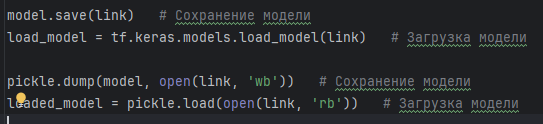 model.save(link)   # Сохранение модели
load_model = tf.keras.models.load_model(link)   # Загрузка модели
pickle.dump(model, open(link, 'wb'))   # Сохранение модели
loaded_model = pickle.load(open(link, 'rb'))   # Загрузка модели